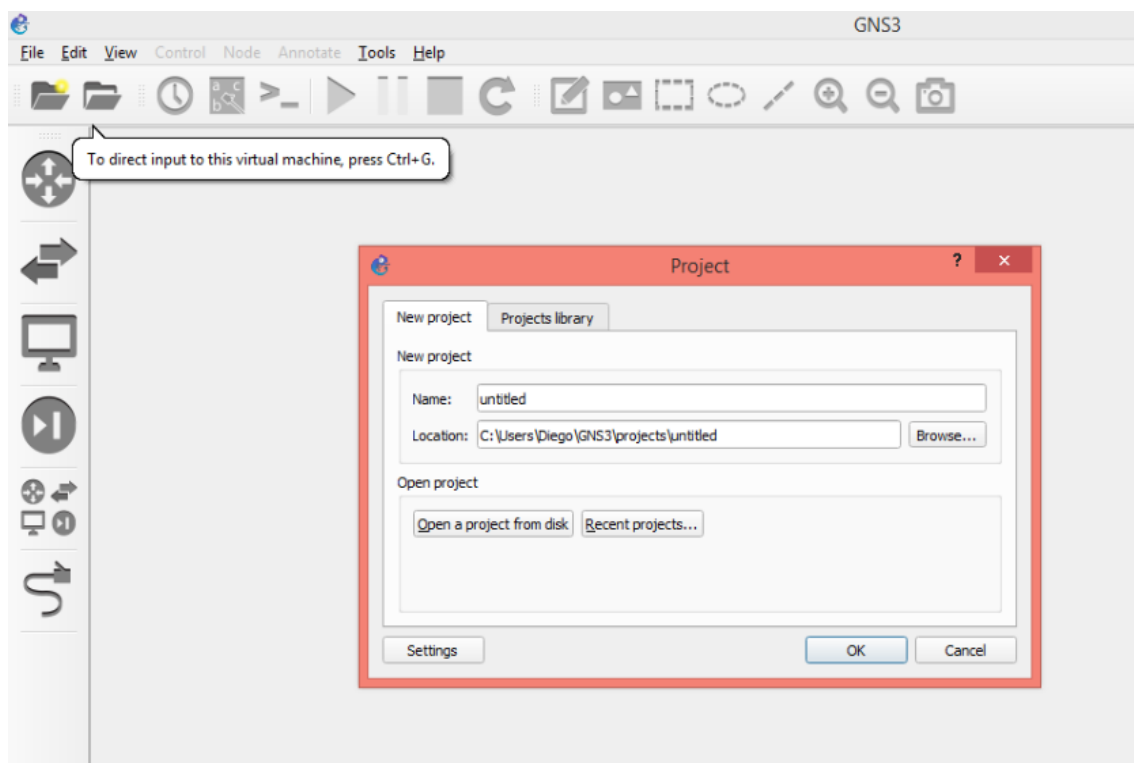 GNS3
File Edit View Control Node Annotate Tools Help
To direct input to this virtual machine, press Ctrl+G.
Project
New project Projects library
New project
Name: untitled
Location: C:\Users\Diego\GNS3\projects\untitled Browse...
Open project
Open a project from disk Recent projects...
Settings OK Cancel